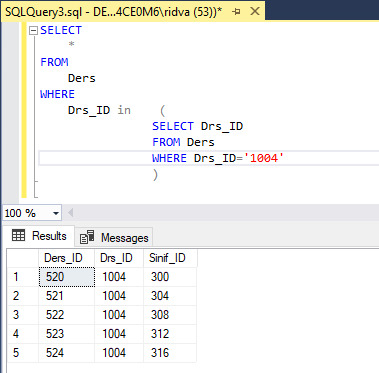 SQLQuery3.sql - DE...4CE0M6\ridva (53))*
SELECT
*
FROM
Ders
WHERE
Drs_ID in (
SELECT Drs_ID
FROM Ders
WHERE Drs_ID='1004'
)
100 %
Results Messages
Ders_ID Drs_ID Sinif_ID
1 520 1004 300
2 521 1004 304
3 522 1004 308
4 523 1004 312
5 524 1004 316